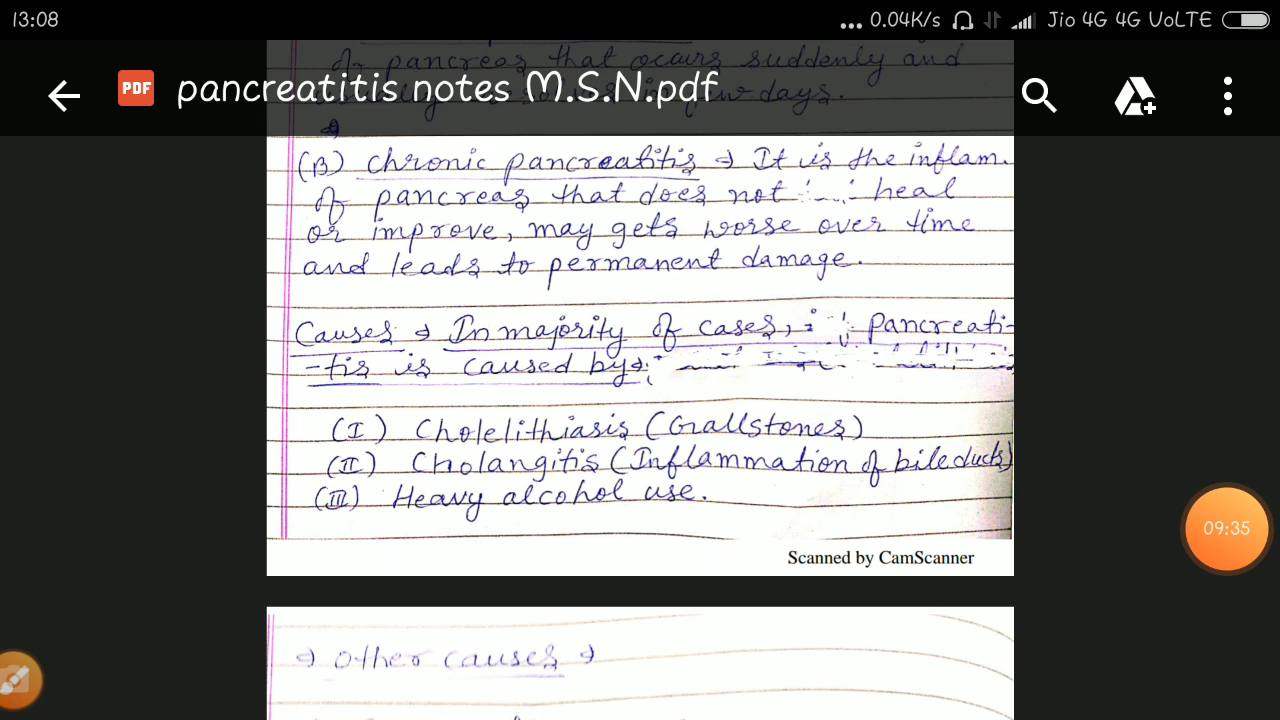 13:08
... 0.04K/s Jio 4G 4G VoLTE
of pancreas that occurs suddenly and
PDF pancreatitis notes M.S.N.pdf
days.
(B) Chronic pancreatitis → It is the inflam.
of pancreas that does not heal
or improve, may gets worse over time
and leads to permanent damage.
Causes → In majority of cases, Pancreati-
-tis is caused by
(I) Cholelithiasis (Gallstones)
(II) Cholangitis (Inflammation of bile ducts)
(III) Heavy alcohol use.
09:35
Scanned by CamScanner
→ Other causes →